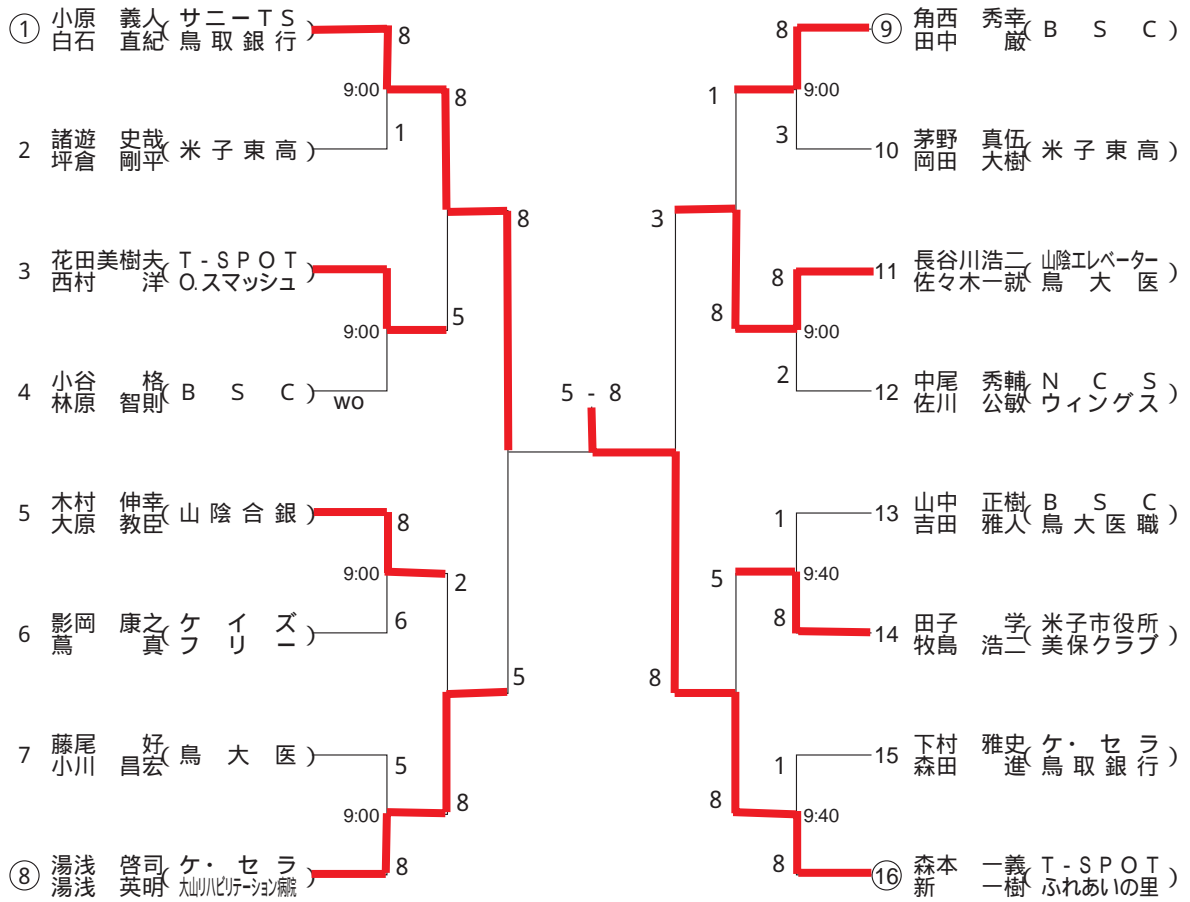 ① 小原 義人 ( サニーTS )
白石 直紀 鳥取銀行
8
9:00
8
1
2 諸遊 史哉 ( 米子東高 )
坪倉 剛平
8
3 花田美樹夫 ( T-SPOT )
西村 洋 O.スマッシュ
5
9:00
4 小谷 格 ( B S C )
林原 智則
wo
5 - 8
5 木村 伸幸 ( 山陰合銀 )
大原 教臣
8
9:00
2
6 影岡 康之 ( ケイズ )
蔦 真 フリー
6
5
7 藤尾 好 ( 鳥大医 )
小川 昌宏
5
9:00
8
⑧ 湯浅 啓司 ( ケ・セラ )
湯浅 英明 大山リハビリテーション病院
8
8
⑨ 角西 秀幸 ( B S C )
田中 厳
1
9:00
3
10 茅野 真伍 ( 米子東高 )
岡田 大樹
3
8
11 長谷川浩二 ( 山陰エレベーター )
佐々木一就 鳥大医
8
9:00
2
12 中尾 秀輔 ( N C S )
佐川 公敏 ウィングス
1
13 山中 正樹 ( B S C )
吉田 雅人 鳥大医職
5
9:40
8
14 田子 学 ( 米子市役所 )
牧島 浩二 美保クラブ
8
1
15 下村 雅史 ( ケ・セラ )
森田 進 鳥取銀行
8
9:40
8
⑯ 森本 一義 ( T-SPOT )
新 一樹 ふれあいの里